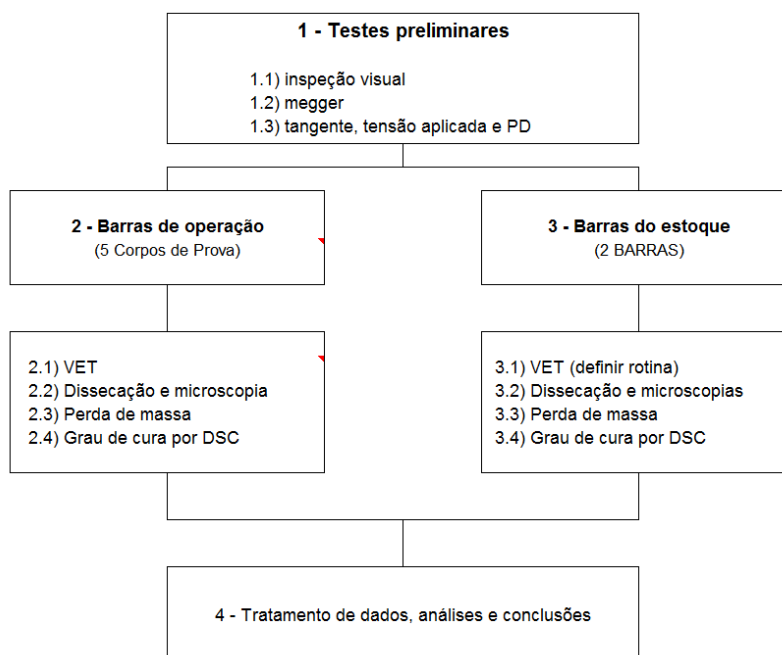 1 - Testes preliminares
1.1) inspeção visual
1.2) megger
1.3) tangente, tensão aplicada e PD
2 - Barras de operação
(5 Corpos de Prova)
3 - Barras do estoque
(2 BARRAS)
2.1) VET
2.2) Dissecação e microscopia
2.3) Perda de massa
2.4) Grau de cura por DSC
3.1) VET (definir rotina)
3.2) Dissecação e microscopias
3.3) Perda de massa
3.4) Grau de cura por DSC
4 - Tratamento de dados, análises e conclusões